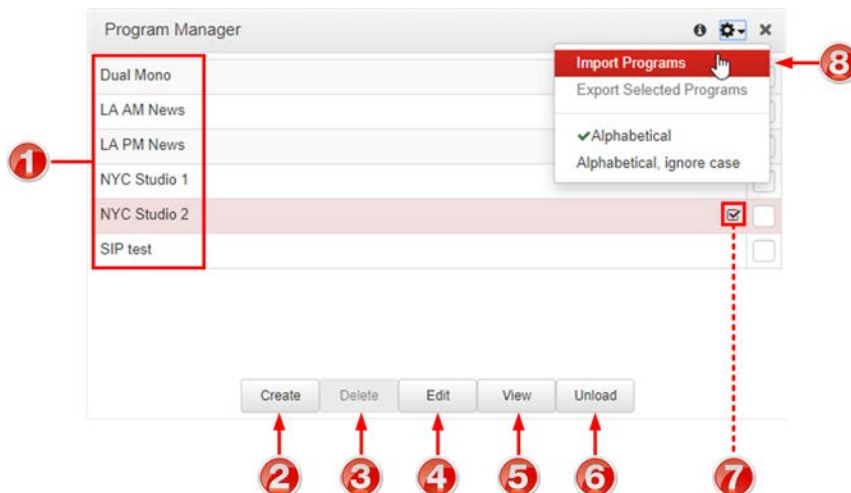 Program Manager
Import Programs
8
Export Selected Programs
Alphabetical
Alphabetical, ignore case
1
Dual Mono
LA AM News
LA PM News
NYC Studio 1
NYC Studio 2
SIP test
Create Delete Edit View Unload
2 3 4 5 6 7